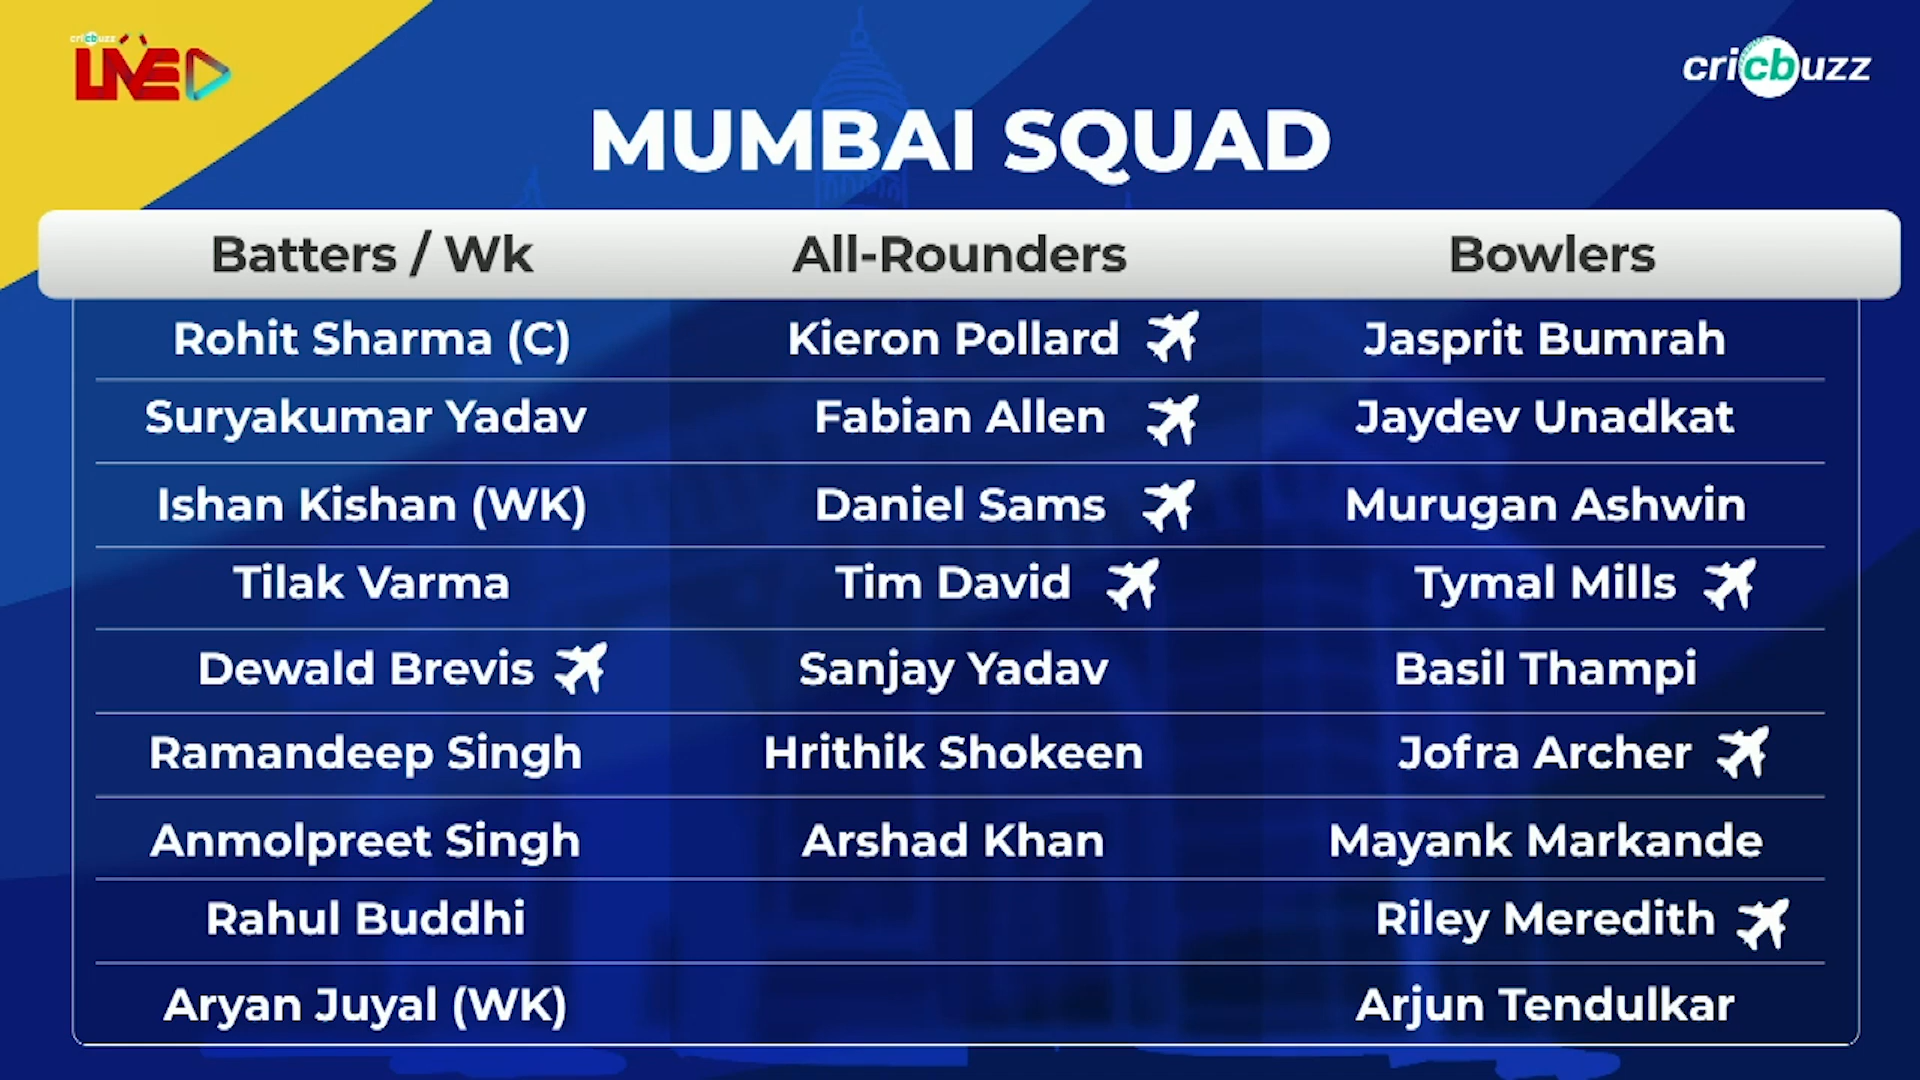 cricbuzz
LIVE
cricbuzz
MUMBAI SQUAD
Batters / Wk All-Rounders Bowlers
Rohit Sharma (C) Kieron Pollard Jasprit Bumrah
Suryakumar Yadav Fabian Allen Jaydev Unadkat
Ishan Kishan (WK) Daniel Sams Murugan Ashwin
Tilak Varma Tim David Tymal Mills
Dewald Brevis Sanjay Yadav Basil Thampi
Ramandeep Singh Hrithik Shokeen Jofra Archer
Anmolpreet Singh Arshad Khan Mayank Markande
Rahul Buddhi Riley Meredith
Aryan Juyal (WK) Arjun Tendulkar